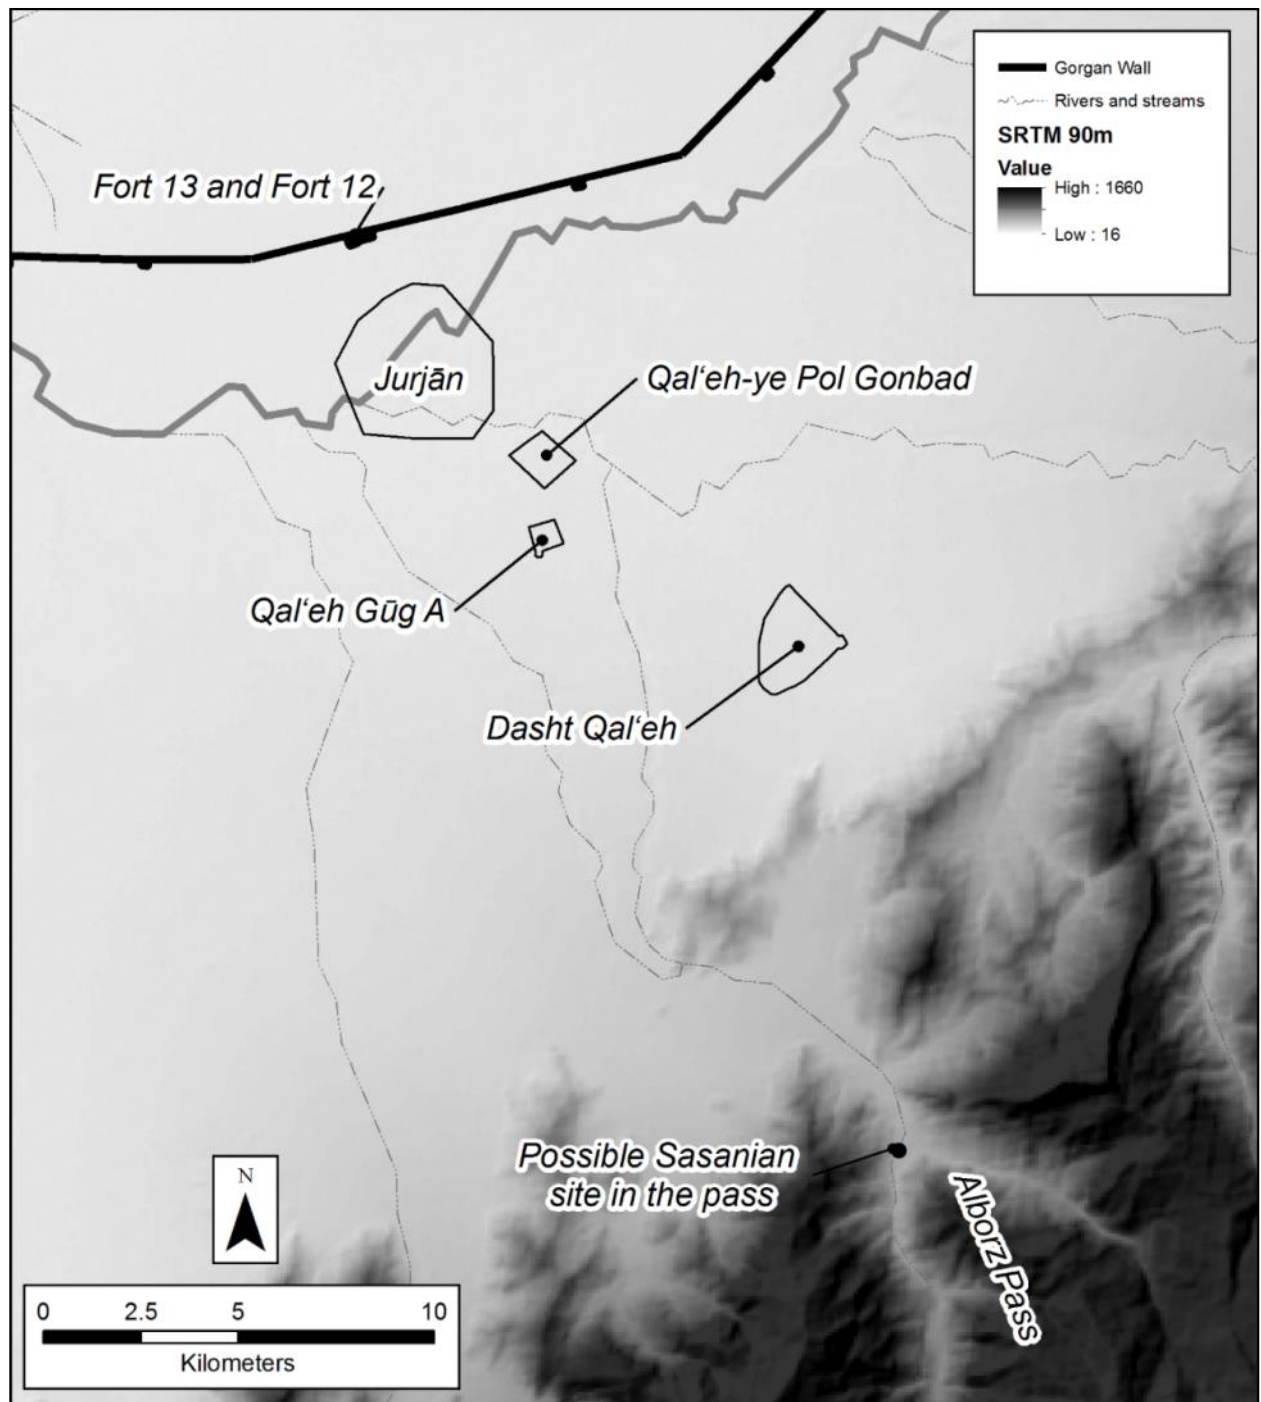 Gorgan Wall
Rivers and streams
SRTM 90m
Value
High : 1660
Low : 16
Fort 13 and Fort 12
Jurjān
Qal‘eh-ye Pol Gonbad
Qal‘eh Gūg A
Dasht Qal‘eh
Possible Sasanian
site in the pass
Alborz Pass
N
0 2.5 5 10
Kilometers